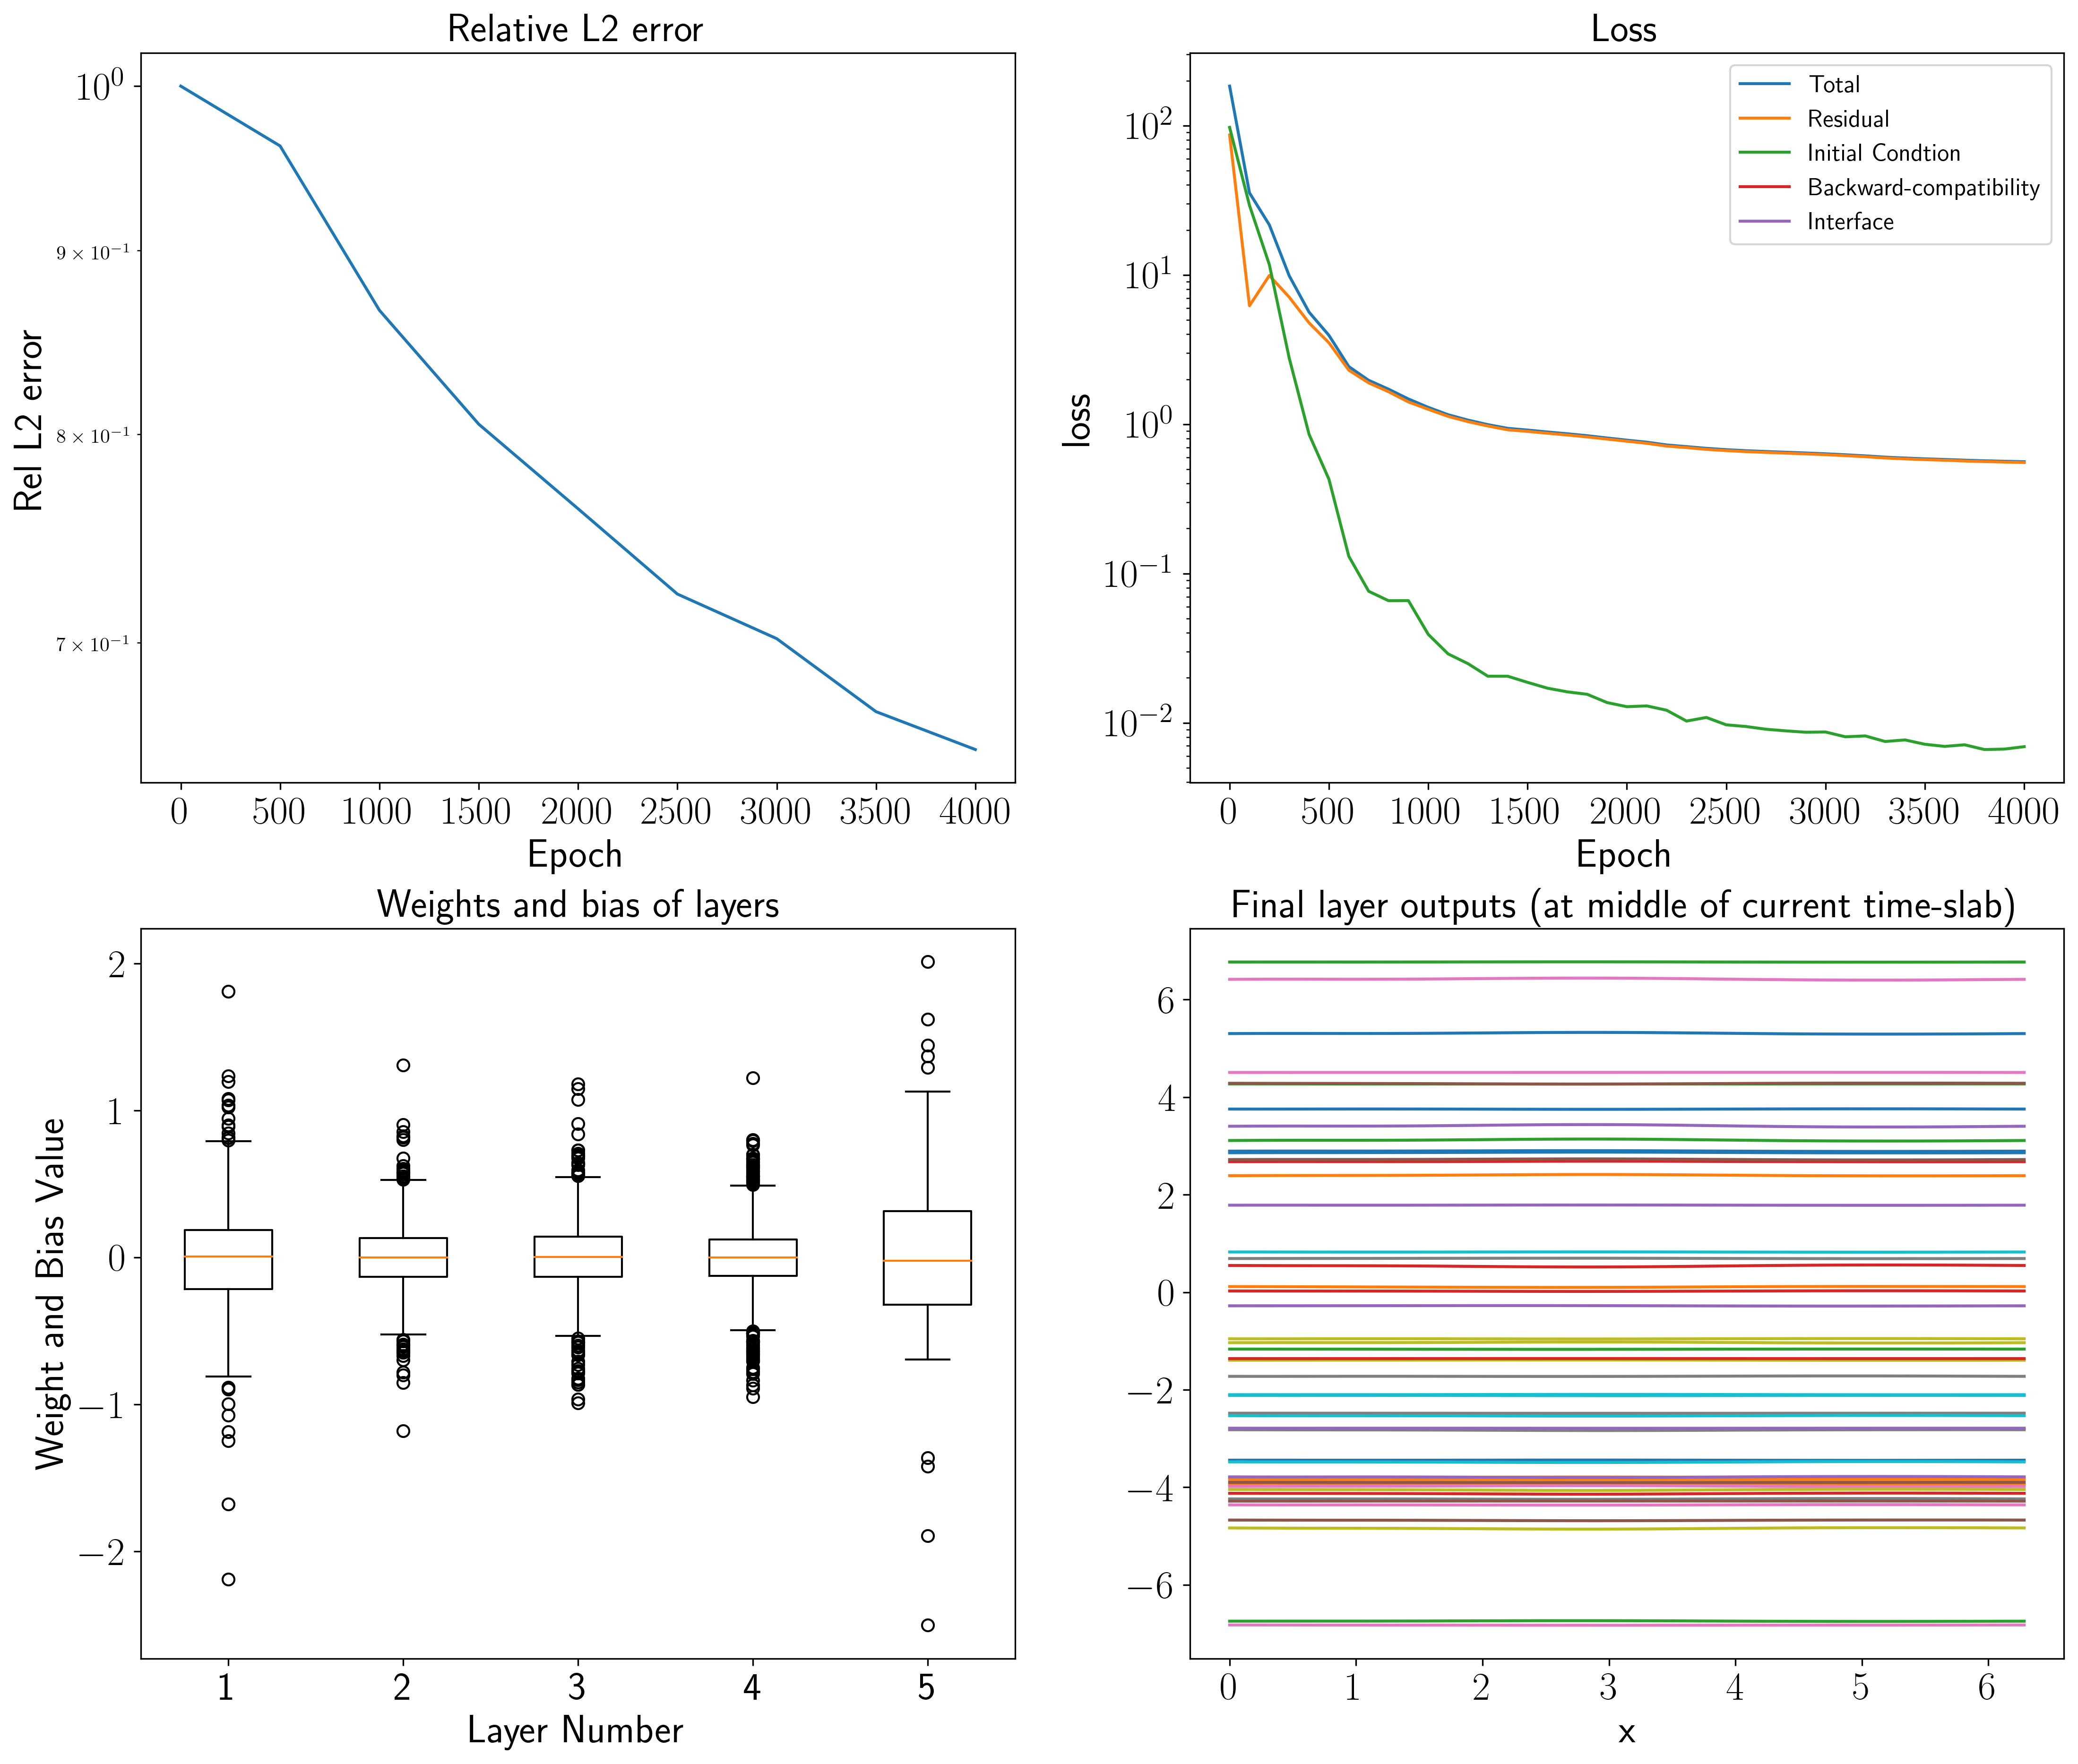 Relative L2 error
10^0
9 × 10^−1
8 × 10^−1
7 × 10^−1
Rel L2 error
0 500 1000 1500 2000 2500 3000 3500 4000
Epoch
Loss
Total
Residual
Initial Condtion
Backward-compatibility
Interface
10^2
10^1
10^0
10^−1
10^−2
loss
0 500 1000 1500 2000 2500 3000 3500 4000
Epoch
Weights and bias of layers
2
1
0
−1
−2
Weight and Bias Value
1 2 3 4 5
Layer Number
Final layer outputs (at middle of current time-slab)
6
4
2
0
−2
−4
−6
0 1 2 3 4 5 6
x